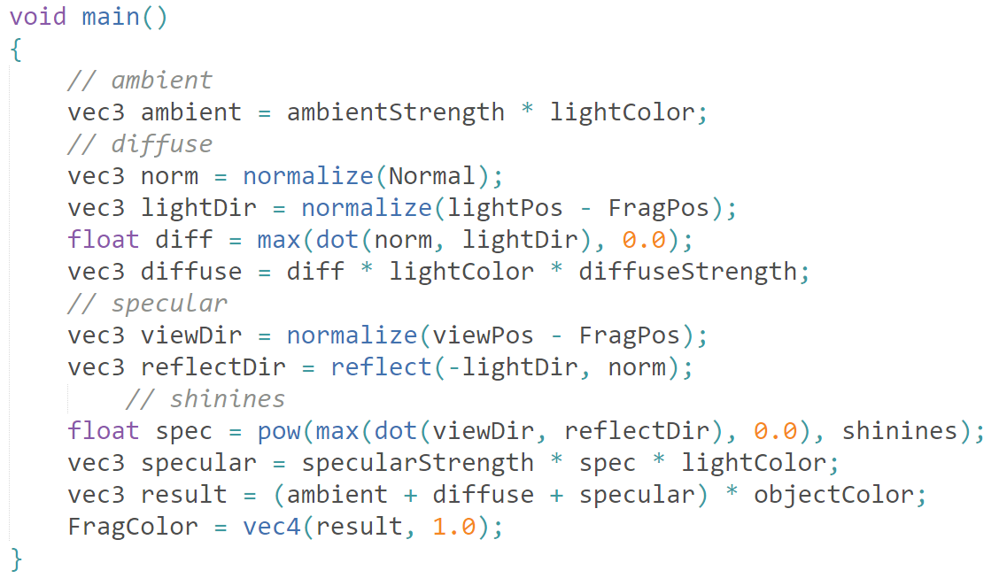 void main()
{
    // ambient
    vec3 ambient = ambientStrength * lightColor;
    // diffuse
    vec3 norm = normalize(Normal);
    vec3 lightDir = normalize(lightPos - FragPos);
    float diff = max(dot(norm, lightDir), 0.0);
    vec3 diffuse = diff * lightColor * diffuseStrength;
    // specular
    vec3 viewDir = normalize(viewPos - FragPos);
    vec3 reflectDir = reflect(-lightDir, norm);
        // shinines
    float spec = pow(max(dot(viewDir, reflectDir), 0.0), shinines);
    vec3 specular = specularStrength * spec * lightColor;
    vec3 result = (ambient + diffuse + specular) * objectColor;
    FragColor = vec4(result, 1.0);
}